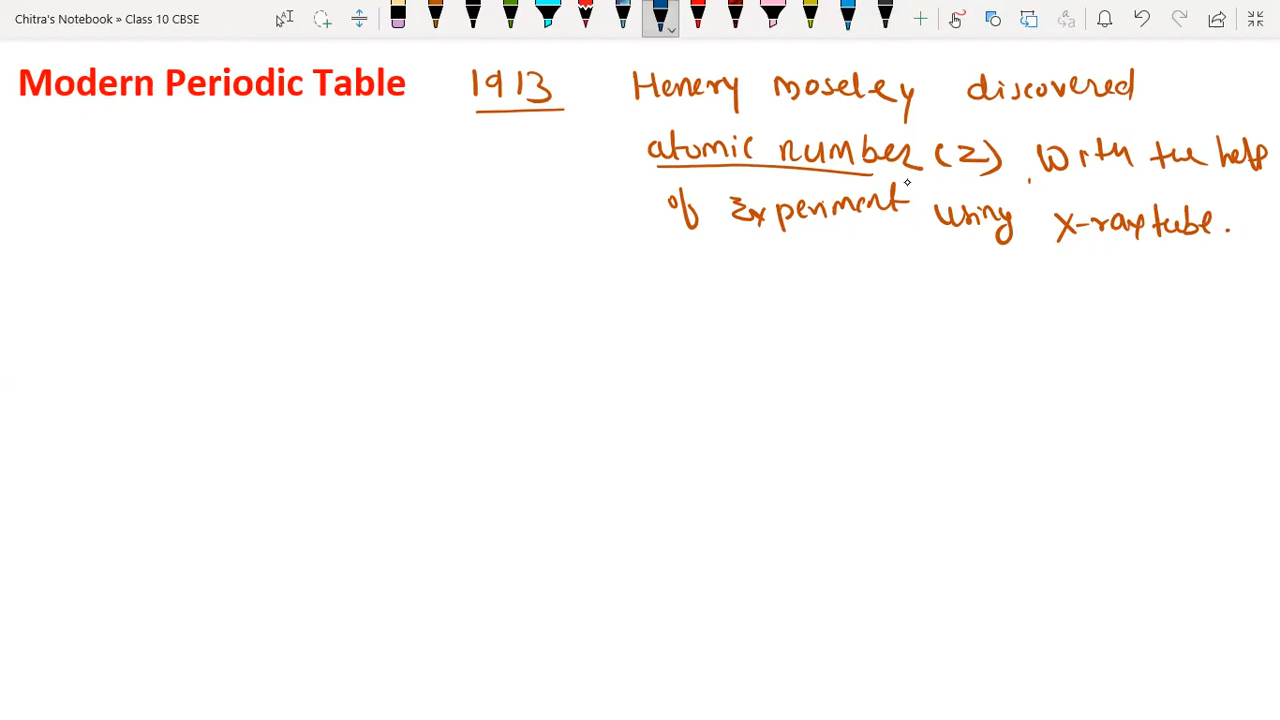 Chitra's Notebook » Class 10 CBSE
Modern Periodic Table 1913 Henery Moseley discovered
atomic number (Z). With the help
of Experiment using X-ray tube.